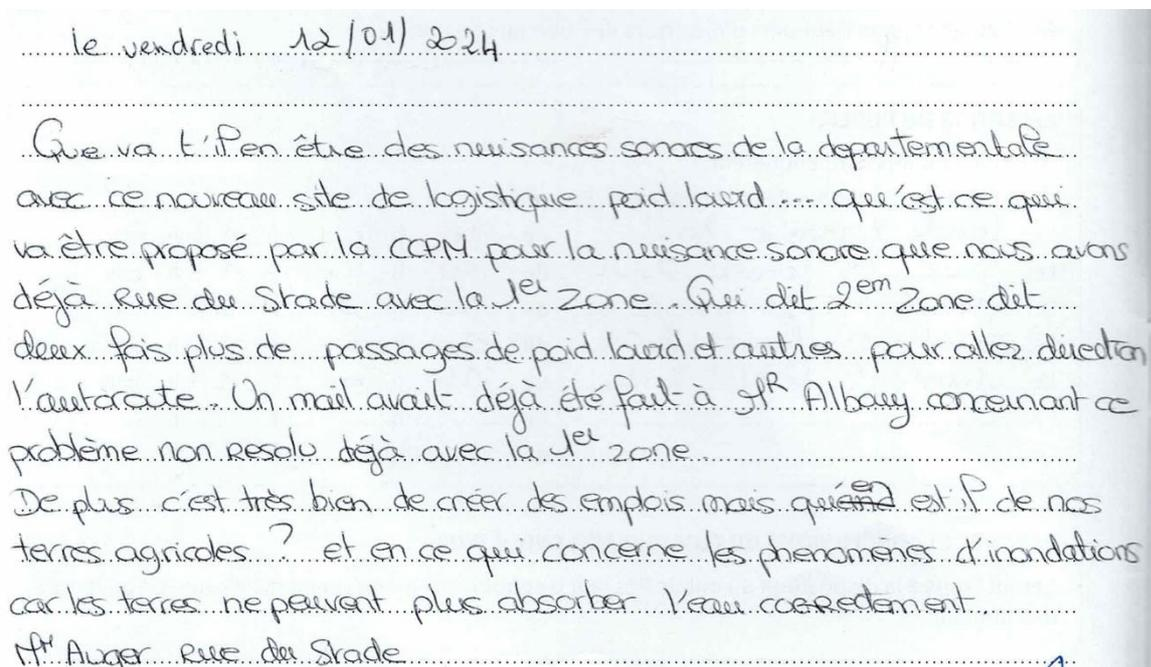 le vendredi 12/01/2024
Que va t'il en être des nuisances sonores de la departementale
avec ce nouveau site de logistique poid lourd .... qu'est ce qui
va être proposé par la CCPM pour la nuisance sonore que nous avons
déjà Rue du Stade avec la 1er zone. Qui dit 2em Zone dit
deux fois plus de passages de poid lourd et autres pour allez direction
l'autoroute. Un mail avait déjà été fait à MR Albouy concernant ce
problème non Resolu déjà avec la 1er zone.
De plus c'est très bien de créer des emplois mais qu'en est il de nos
terres agricoles ? et en ce qui concerne les phenomènes d'inondations
car les terres ne peuvent plus absorber l'eau coRRectement.
Mr Auger Rue du Stade